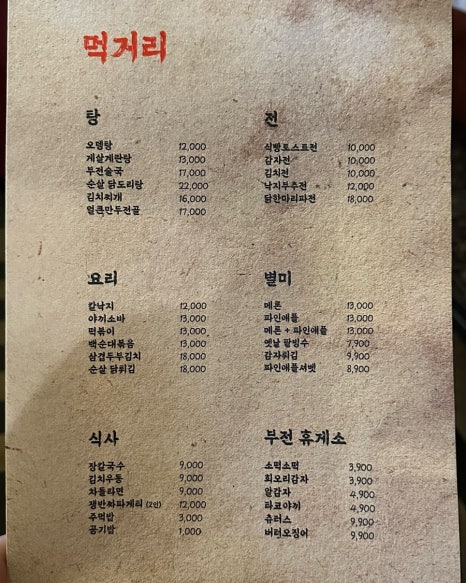 먹거리
탕
오뎅탕 12,000
게살계란탕 13,000
부전술국 17,000
순살 닭도리탕 22,000
김치찌개 16,000
얼큰만두전골 17,000
전
식빵토스트전 10,000
감자전 10,000
김치전 10,000
낙지부추전 12,000
닭한마리파전 18,000
요리
칼낙지 12,000
야끼소바 13,000
떡볶이 13,000
백순대볶음 13,000
삼겹두부김치 18,000
순살 닭튀김 18,000
별미
메론 13,000
파인애플 13,000
메론 + 파인애플 13,000
옛날 팥빙수 7,900
감자튀김 9,900
파인애플셔벳 8,900
식사
장칼국수 9,000
김치우동 9,000
차돌라면 9,000
쟁반짜파게티 (2인) 12,000
주먹밥 3,000
공기밥 1,000
부전 휴게소
소떡소떡 3,900
회오리감자 3,900
알감자 4,900
타코야끼 4,900
츄러스 9,900
버터오징어 9,900